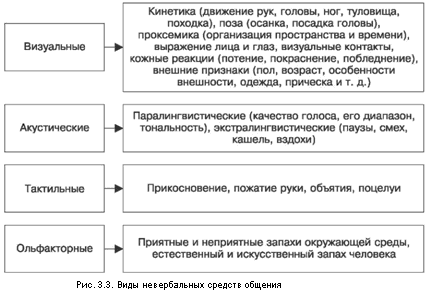 Визуальные
Кинетика (движение рук, головы, ног, туловища,
походка), поза (осанка, посадка головы),
проксемика (организация пространства и времени),
выражение лица и глаз, визуальные контакты,
кожные реакции (потение, покраснение, побледнение),
внешние признаки (пол, возраст, особенности
внешности, одежда, прическа и т. д.)
Акустические
Паралингвистические (качество голоса, его диапазон,
тональность), экстралингвистические (паузы, смех,
кашель, вздохи)
Тактильные
Прикосновение, пожатие руки, объятия, поцелуи
Ольфакторные
Приятные и неприятные запахи окружающей среды,
естественный и искусственный запах человека
Рис. 3.3. Виды невербальных средств общения